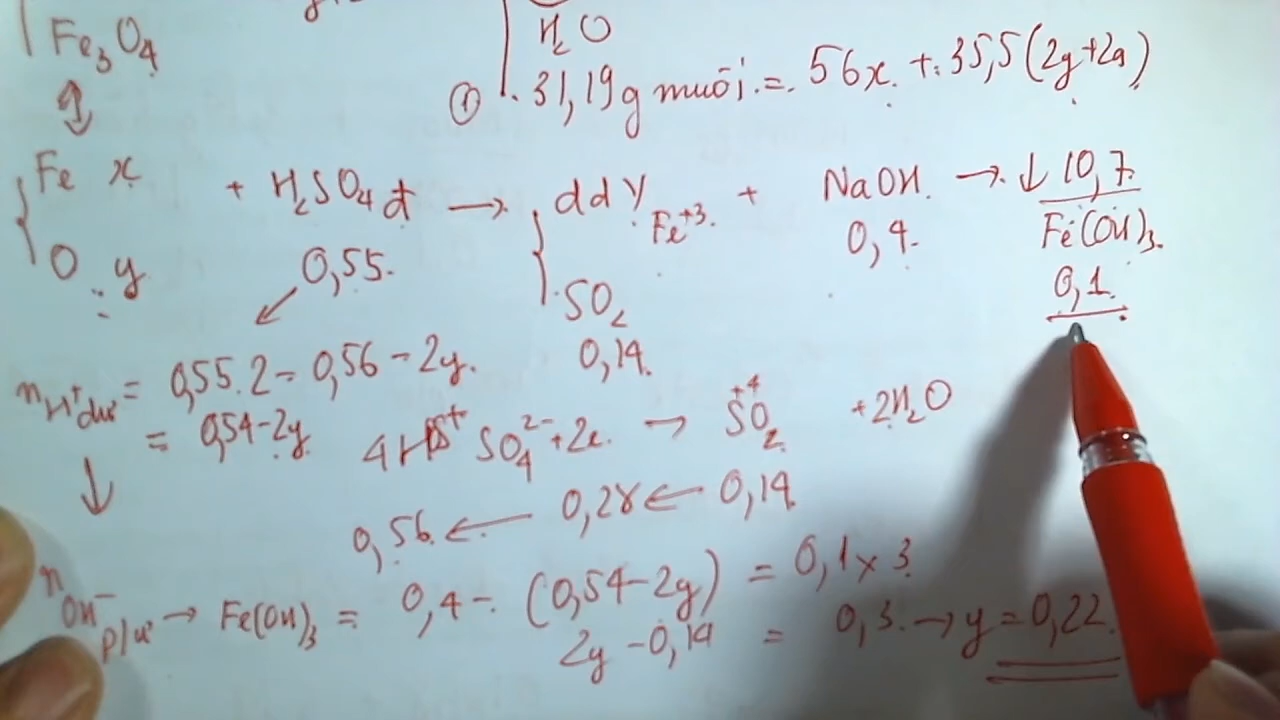 Fe₃O₄
H₂O
① 31,19g muối = 56x + 35,5(2y+2a)
Fe x + H₂SO₄ đ → ddY Fe⁺³ + NaOH → ↓ 10,7
O y 0,55 SO₂ 0,4 Fe(OH)₃
0,14 0,1
nH⁺dư = 0,55.2 - 0,56 - 2y
= 0,54-2y
4H⁺ SO₄²⁻ + 2e → SO₂ +4 + 2H₂O
0,56 ← 0,28 ← 0,14
nOH⁻ p/ư → Fe(OH)₃ = 0,4 - (0,54-2y) = 0,1 x 3
2y - 0,14 = 0,3 → y = 0,22